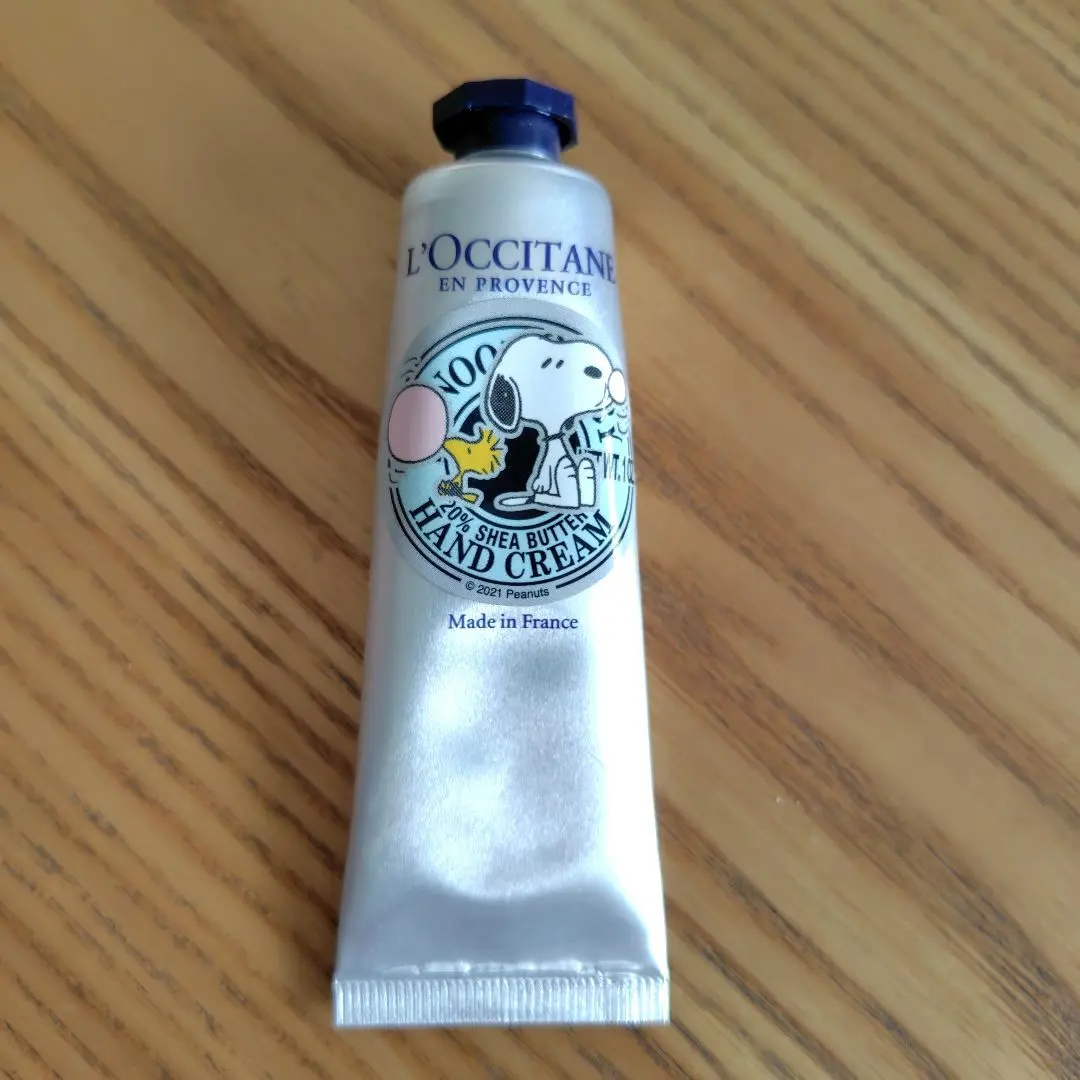 L'OCCITANE
EN PROVENCE
20% SHEA BUTTER
HAND CREAM
© 2021 Peanuts
Made in France